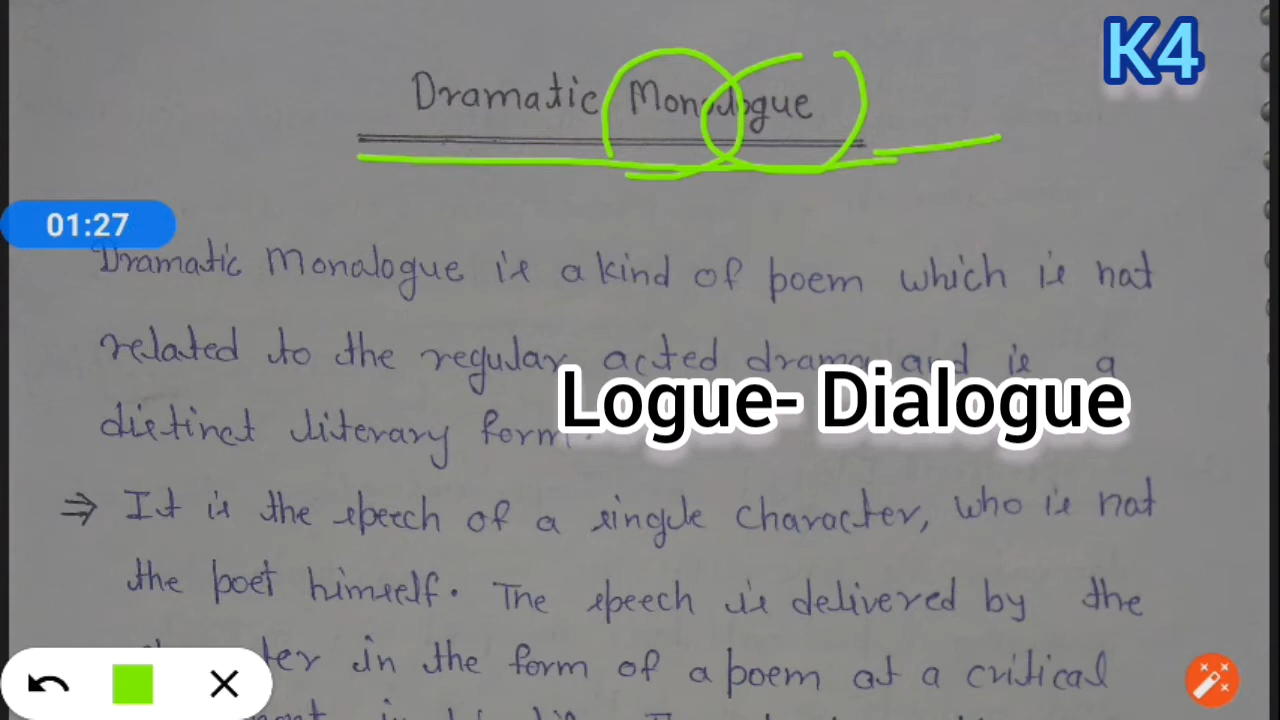 K4
Dramatic Monologue
01:27
Dramatic Monologue is a kind of poem which is not
related to the regular acted drama and is a
distinct literary form.
Logue- Dialogue
⇒ It is the speech of a single character, who is not
the poet himself. The speech is delivered by the
in the form of a poem at a critical